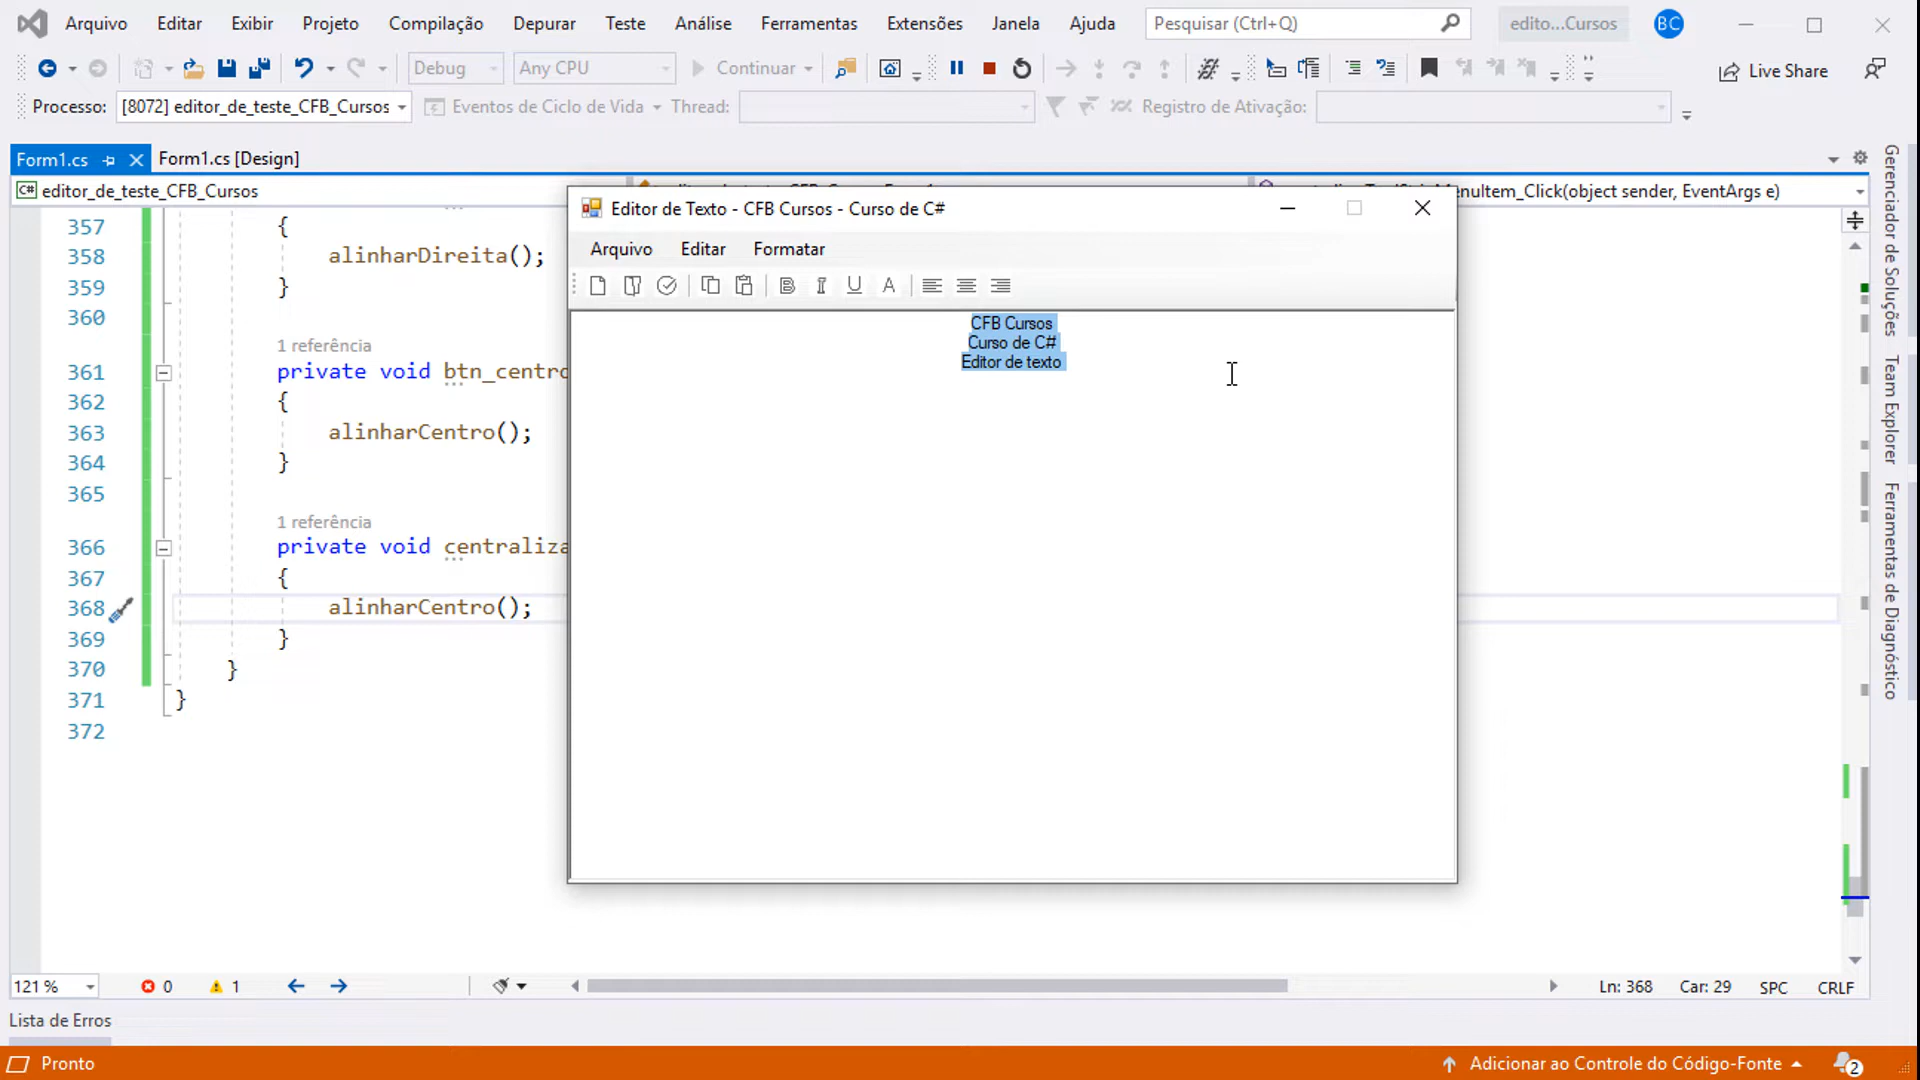 Arquivo Editar Exibir Projeto Compilação Depurar Teste Análise Ferramentas Extensões Janela Ajuda Pesquisar (Ctrl+Q) edito...Cursos BC
Debug Any CPU Continuar Live Share
Processo: [8072] editor_de_teste_CFB_Cursos Eventos de Ciclo de Vida Thread: Registro de Ativação:
Form1.cs Form1.cs [Design]
C# editor_de_teste_CFB_Cursos MenuItem_Click(object sender, EventArgs e)
Editor de Texto - CFB Cursos - Curso de C#
Arquivo Editar Formatar
B I U A
CFB Cursos
Curso de C#
Editor de texto
357 {
358 alinharDireita();
359 }
360
1 referência
361 private void btn_centro
362 {
363 alinharCentro();
364 }
365
1 referência
366 private void centraliza
367 {
368 alinharCentro();
369 }
370 }
371 }
372
Gerenciador de Soluções
Team Explorer
Ferramentas de Diagnóstico
121 % 0 1 Ln: 368 Car: 29 SPC CRLF
Lista de Erros
Pronto Adicionar ao Controle do Código-Fonte 2